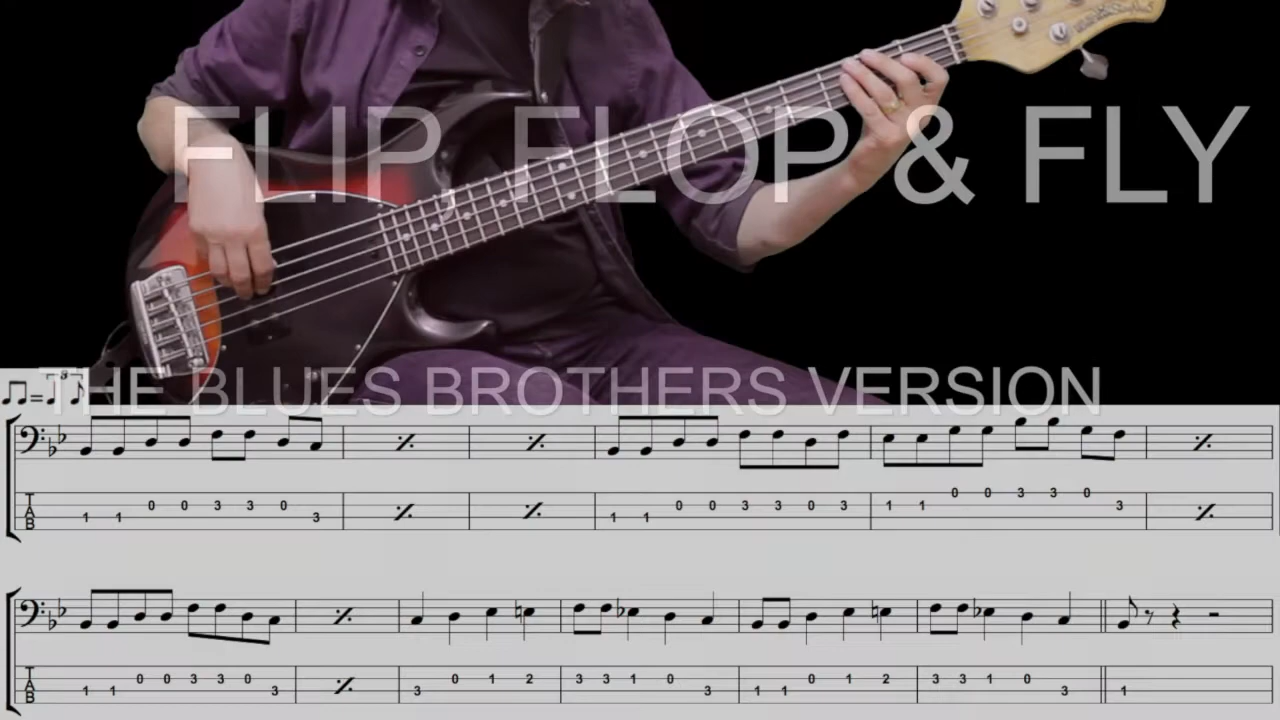 FLIP, FLOP & FLY
THE BLUES BROTHERS VERSION
3
1 1 0 0 3 3 0 3 1 1 0 0 3 3 0 3 1 1 0 0 3 3 0 3
T A B
1 1 0 0 3 3 0 3 3 0 1 2 3 3 1 0 3 1 1 0 1 2 3 3 1 0 3 1
T A B